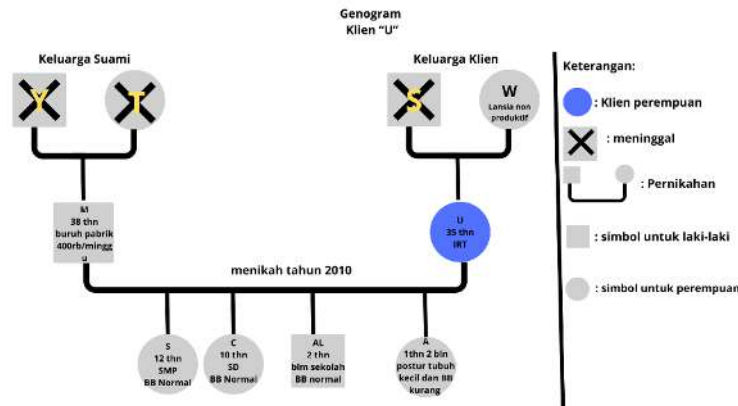 Genogram
Klien "U"
Keluarga Suami
Keluarga Klien
Y
T
S
W
Lansia non
produktif
M
38 thn
buruh pabrik
400rb/mingg
u
U
35 thn
IRT
menikah tahun 2010
S
12 thn
SMP
BB Normal
C
10 thn
SD
BB Normal
AL
2 thn
blm sekolah
BB normal
A
1thn 2 bln
postur tubuh
kecil dan BB
kurang
Keterangan:
: Klien perempuan
: meninggal
: Pernikahan
: simbol untuk laki-laki
: simbol untuk perempuan